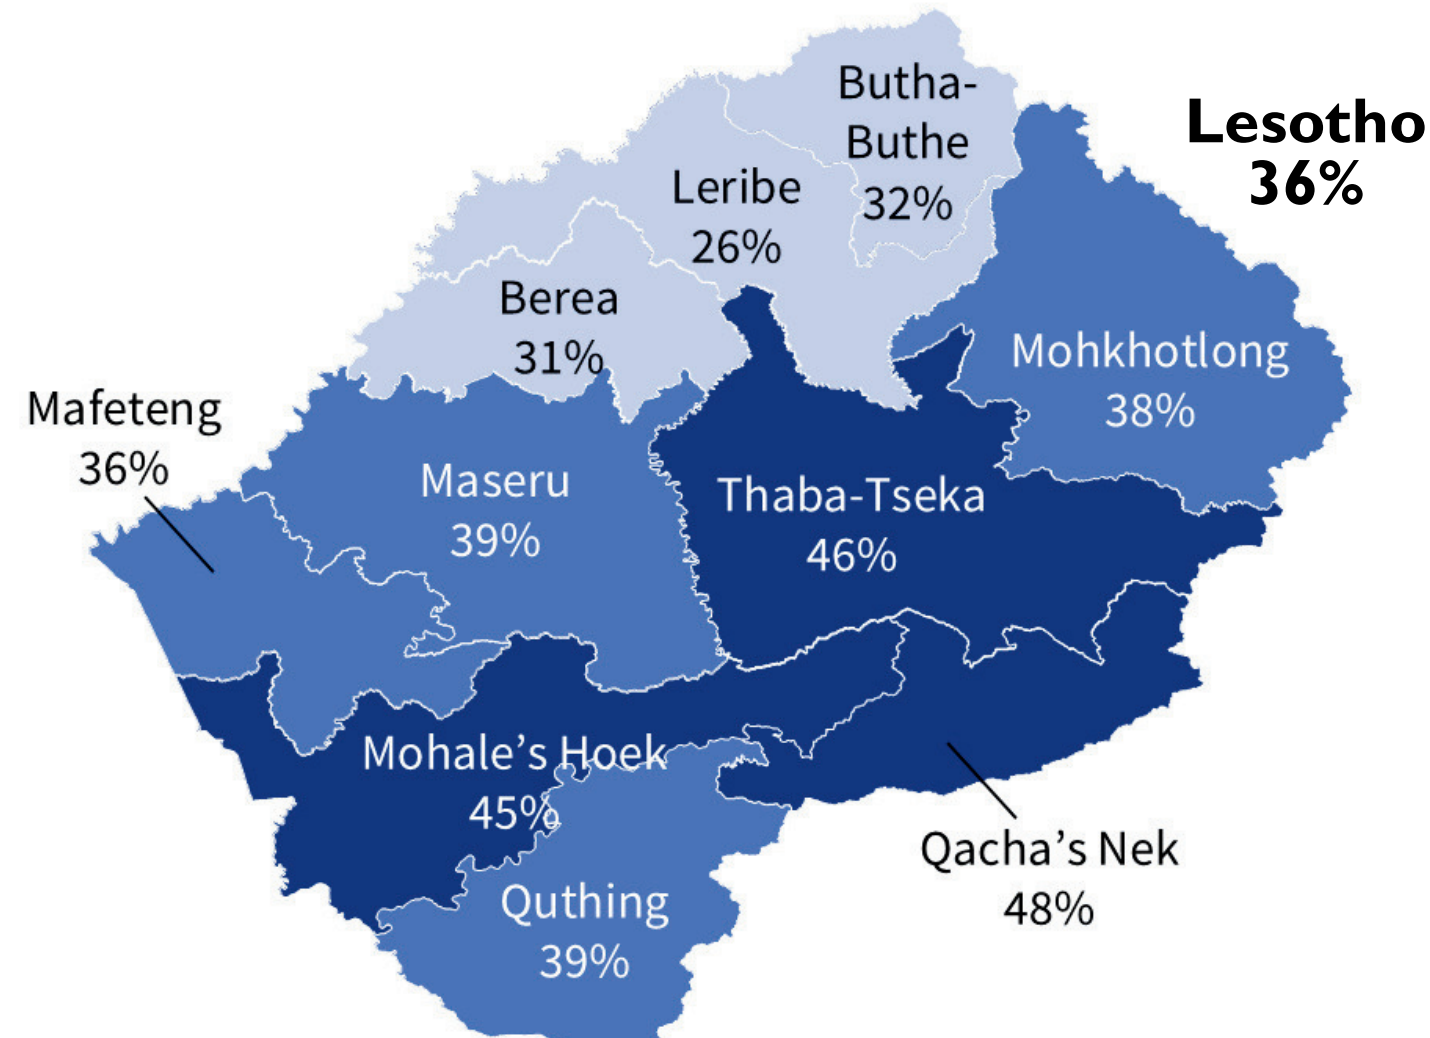 Butha-
Buthe
32%
Lesotho
36%
Leribe
26%
Berea
31%
Mohkhotlong
38%
Mafeteng
36%
Maseru
39%
Thaba-Tseka
46%
Mohale’s Hoek
45%
Qacha’s Nek
48%
Quthing
39%